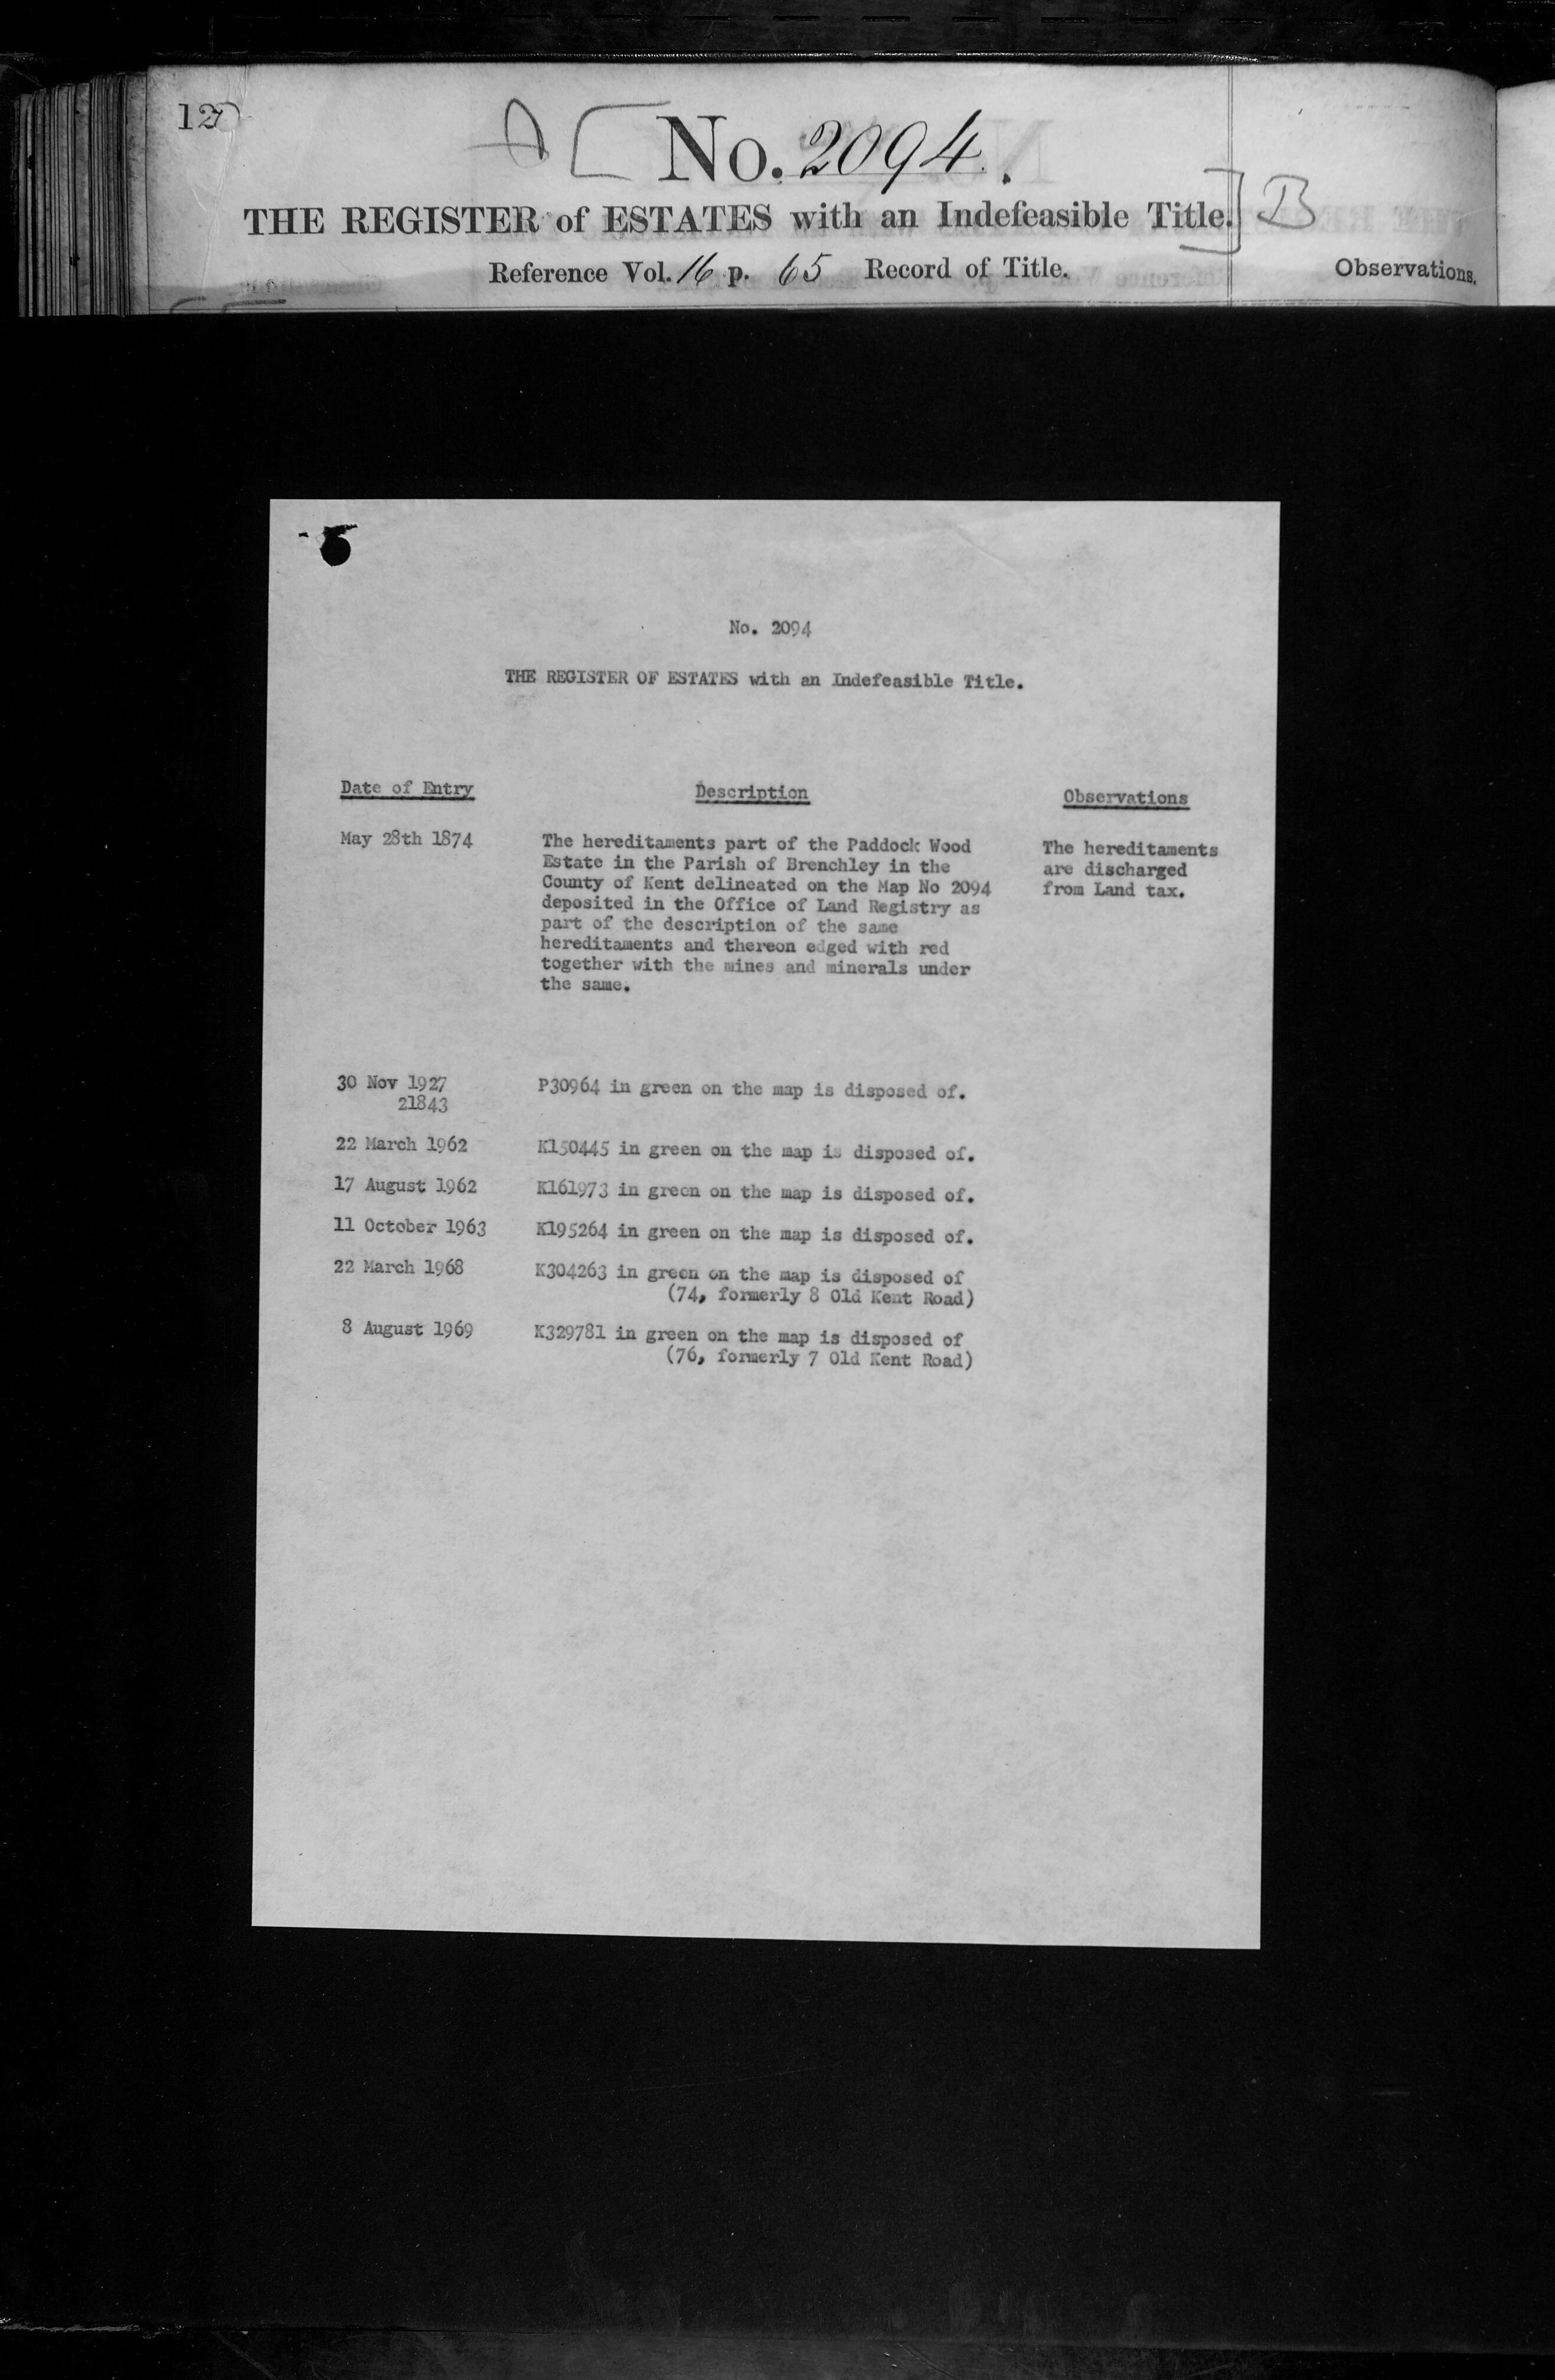 No. 2094.
THE REGISTER of ESTATES with an Indefeasible Title. B
Reference Vol. 16 p. 65 Record of Title. Observations.
No. 2094
THE REGISTER OF ESTATES with an Indefeasible Title.
Date of Entry Description Observations
May 28th 1874
The hereditaments part of the Paddock Wood
Estate in the Parish of Brenchley in the
County of Kent delineated on the Map No 2094
deposited in the Office of Land Registry as
part of the description of the same
hereditaments and thereon edged with red
together with the mines and minerals under
the same.
The hereditaments
are discharged
from Land tax.
30 Nov 1927 P30964 in green on the map is disposed of.
21843
22 March 1962 K150445 in green on the map is disposed of.
17 August 1962 K161973 in green on the map is disposed of.
11 October 1963 K195264 in green on the map is disposed of.
22 March 1968 K304263 in green on the map is disposed of
(74, formerly 8 Old Kent Road)
8 August 1969 K329781 in green on the map is disposed of
(76, formerly 7 Old Kent Road)